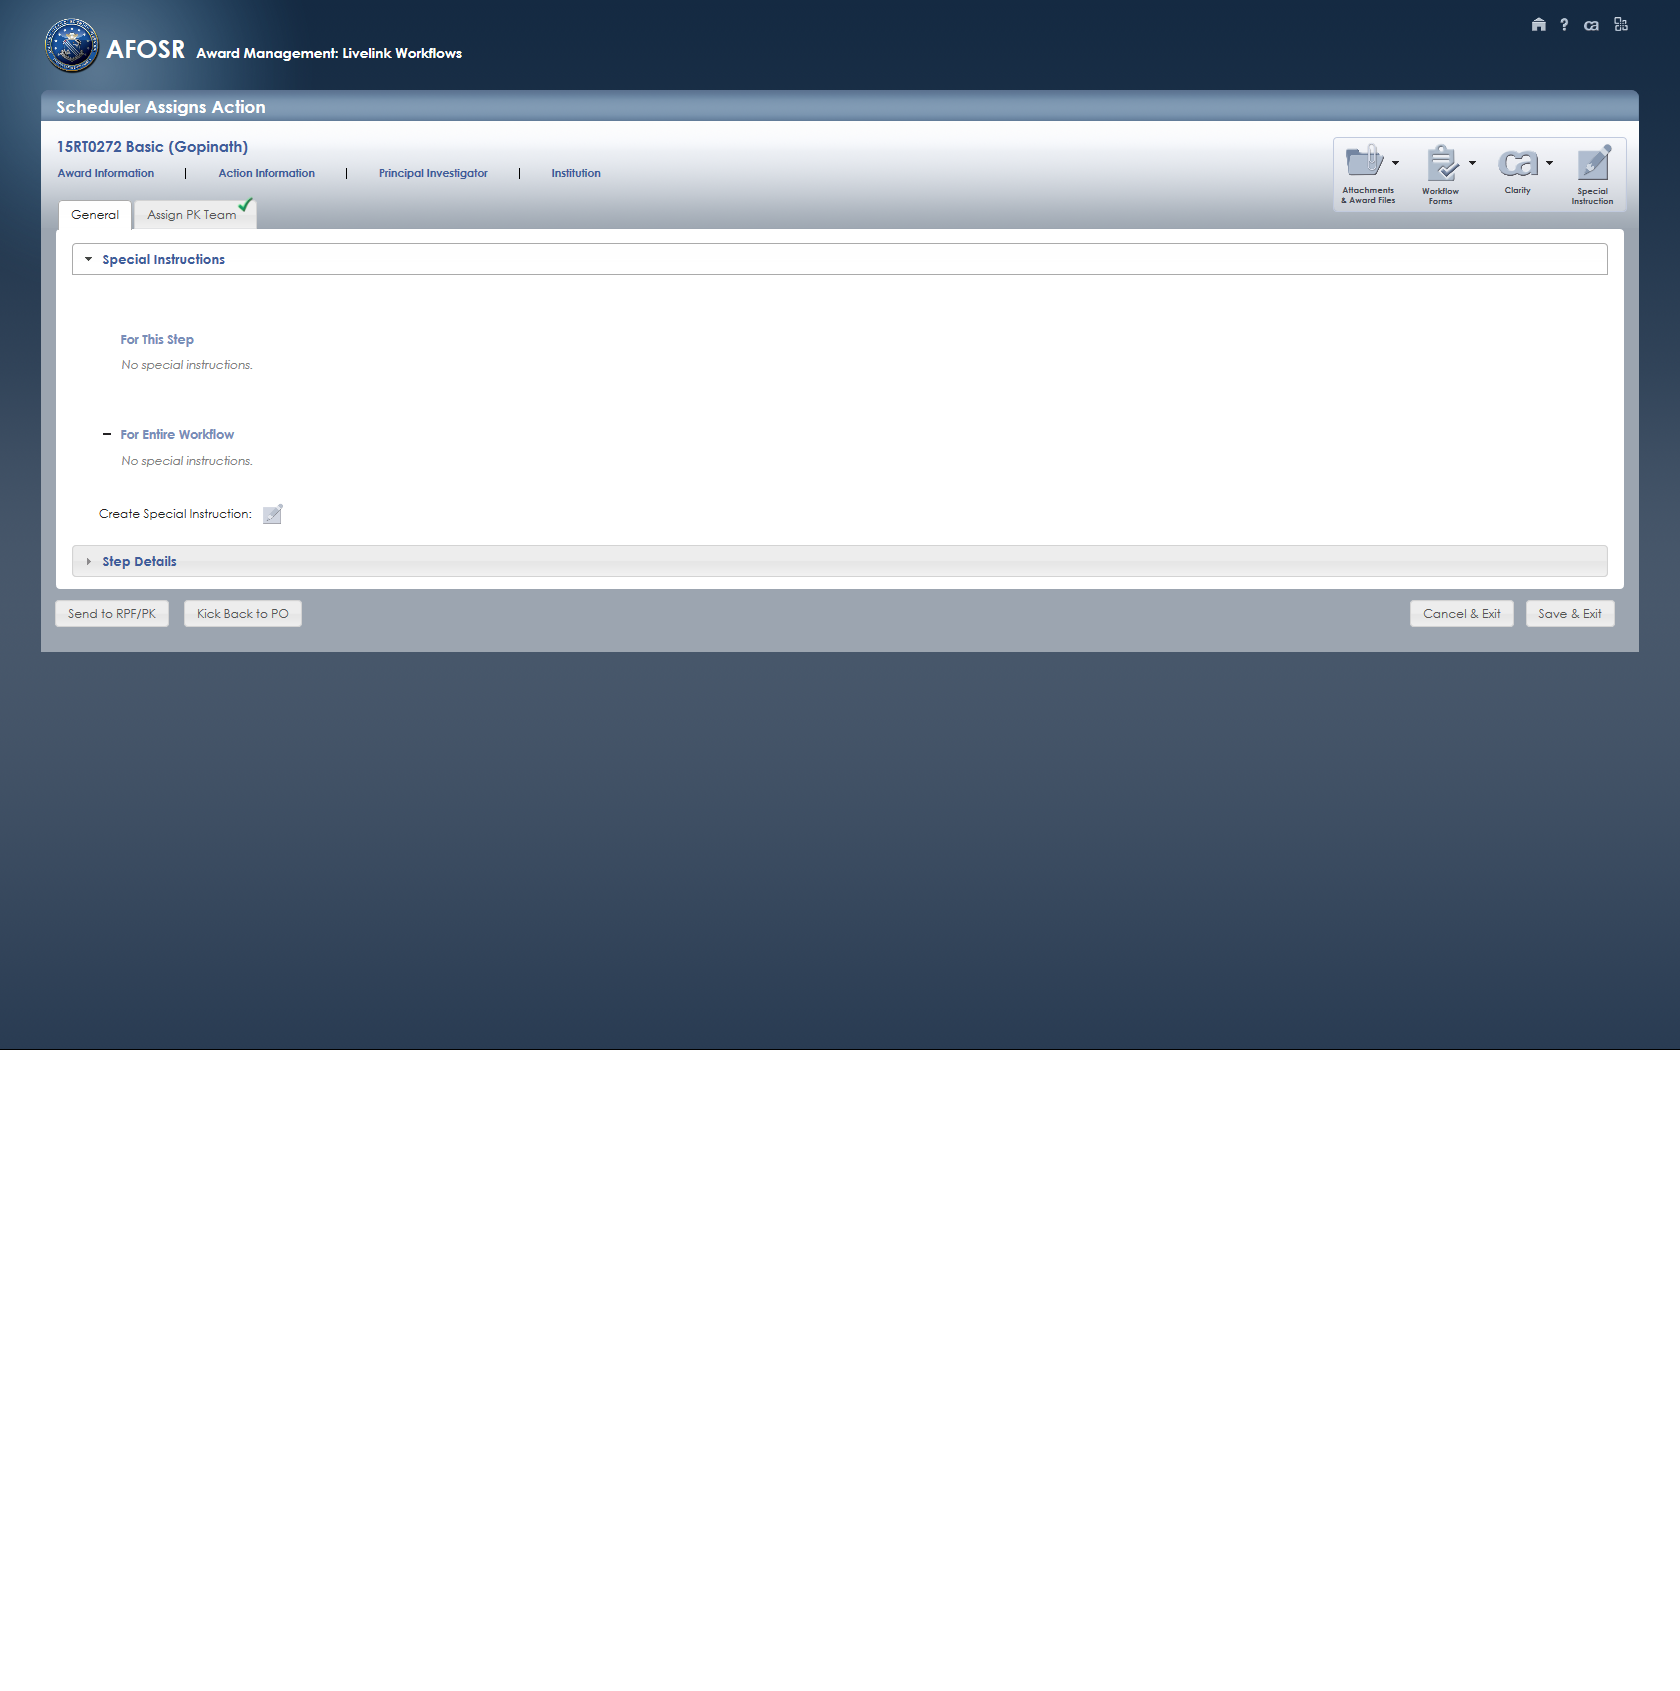 AFOSR Award Management: Livelink Workflows
? ca
Scheduler Assigns Action
15RT0272 Basic (Gopinath)
Award Information | Action Information | Principal Investigator | Institution
ca
Attachments & Award Files
Workflow Forms
Clarity
Special Instruction
General
Assign PK Team
Special Instructions
For This Step
No special instructions.
For Entire Workflow
No special instructions.
Create Special Instruction:
Step Details
Send to RPF/PK
Kick Back to PO
Cancel & Exit
Save & Exit